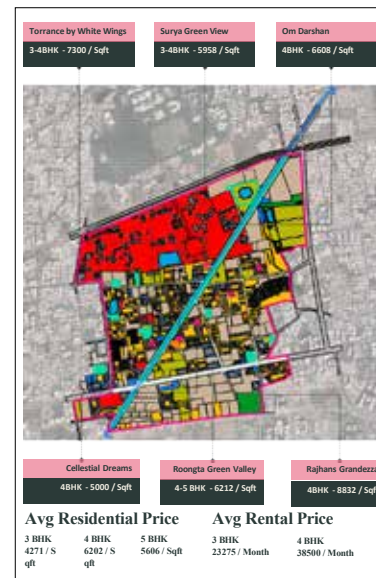 Torrance by White Wings
3-4BHK - 7300 / Sqft
Surya Green View
3-4BHK - 5958 / Sqft
Om Darshan
4BHK - 6608 / Sqft
Cellestial Dreams
4BHK - 5000 / Sqft
Roongta Green Valley
4-5 BHK - 6212 / Sqft
Rajhans Grandezza
4BHK - 8832 / Sqft
Avg Residential Price
3 BHK
4271 / S
qft
4 BHK
6202 / S
qft
5 BHK
5606 / Sqft
Avg Rental Price
3 BHK
23275 / Month
4 BHK
38500 / Month